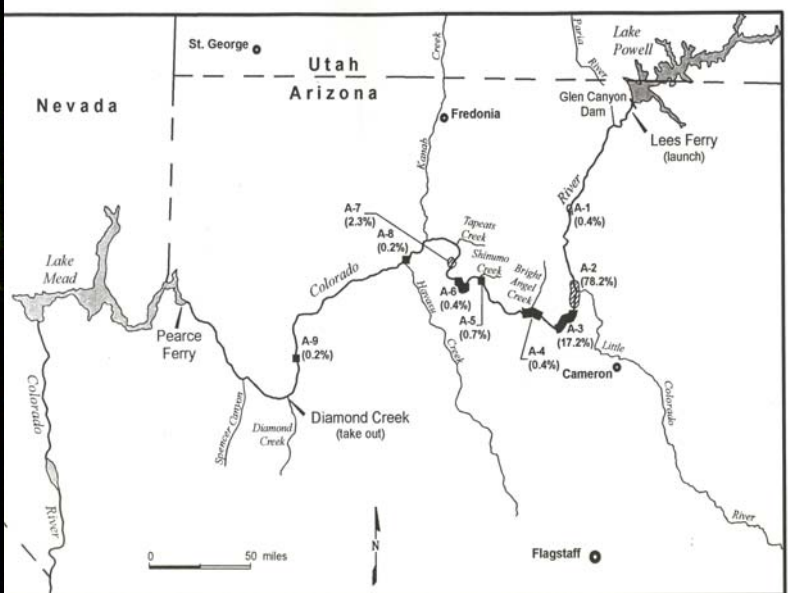 St. George
Utah
Arizona
Nevada
Creek
Kanab
Fredonia
Paria
River
Lake
Powell
Glen Canyon
Dam
Lees Ferry
(launch)
River
A-1
(0.4%)
A-7
(2.3%)
A-8
(0.2%)
Tapeats
Creek
Shinumo
Creek
Bright
Angel
Creek
A-2
(78.2%)
A-6
(0.4%)
A-5
(0.7%)
A-4
(0.4%)
A-3
(17.2%)
Colorado
Havasu
Creek
Lake
Mead
Pearce
Ferry
A-9
(0.2%)
Little
Colorado
River
Cameron
Spencer Canyon
Diamond
Creek
Diamond Creek
(take out)
Colorado
River
0 50 miles
N
Flagstaff